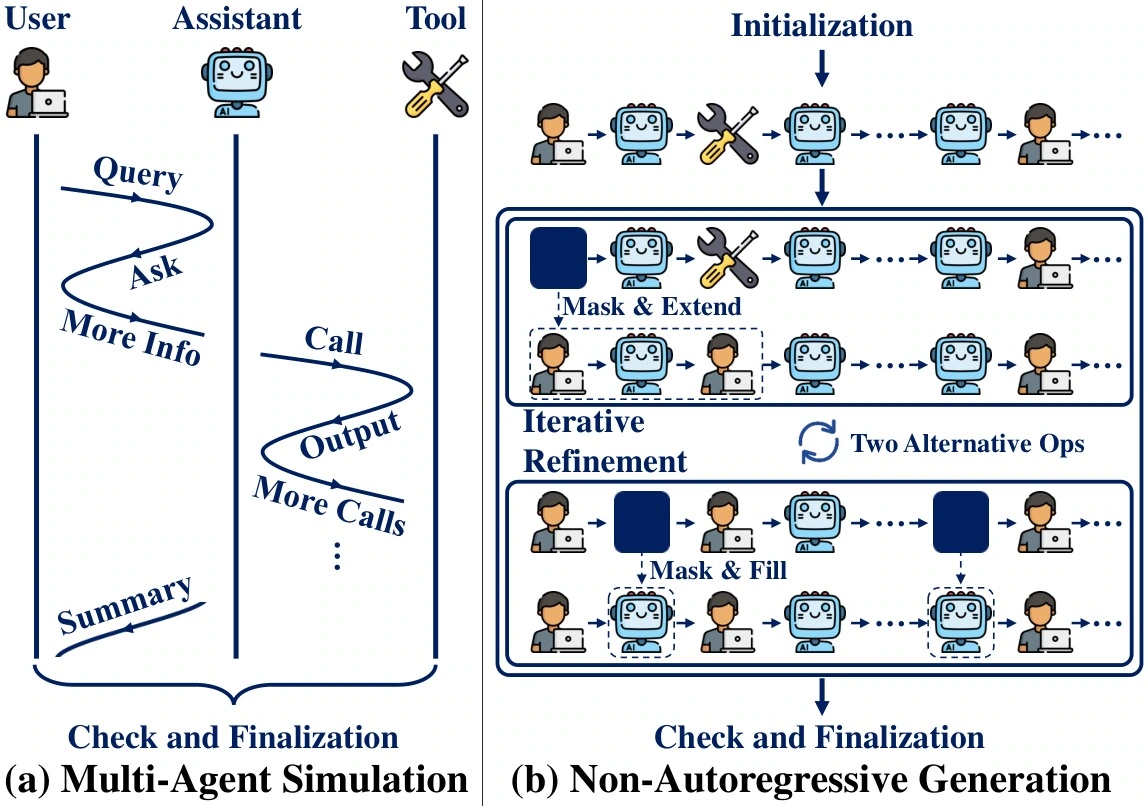 User
Assistant
Tool
Query
Ask
More Info
Call
Output
More Calls
Summary
Check and Finalization
(a) Multi-Agent Simulation
Initialization
Mask & Extend
Iterative
Refinement
Two Alternative Ops
Mask & Fill
Check and Finalization
(b) Non-Autoregressive Generation